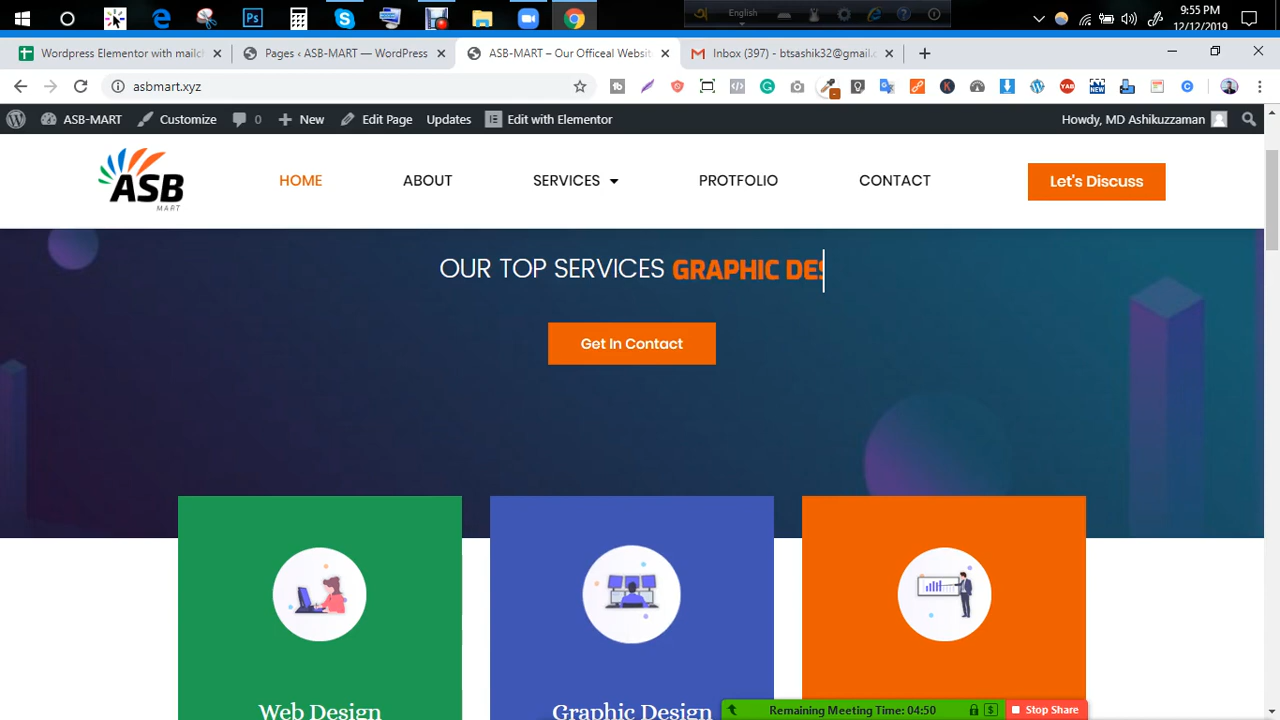 English
9:55 PM
12/12/2019
Wordpress Elementor with mailch
Pages ‹ ASB-MART — WordPress
ASB-MART – Our Officeal Websit
Inbox (397) - btsashik32@gmail.c
asbmart.xyz
ASB-MART Customize 0 New Edit Page Updates Edit with Elementor Howdy, MD Ashikuzzaman
ASB
MART
HOME ABOUT SERVICES PROTFOLIO CONTACT Let's Discuss
OUR TOP SERVICES GRAPHIC DES
Get In Contact
Web Design
Graphic Design
Remaining Meeting Time: 04:50
Stop Share